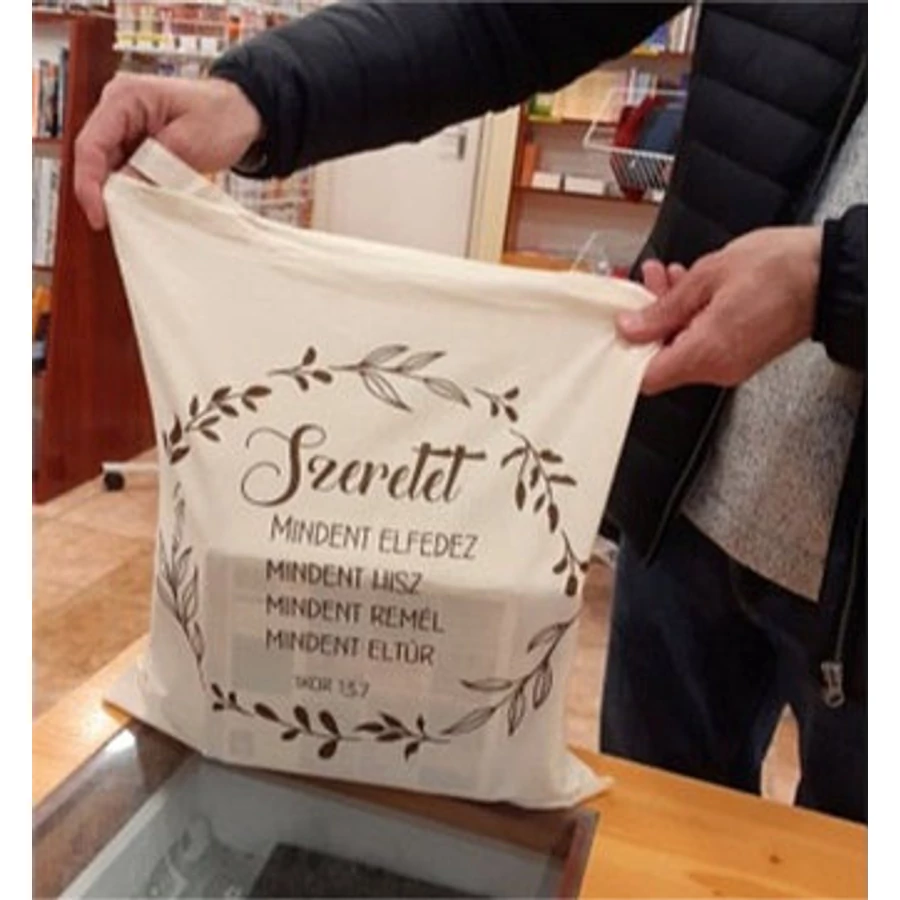 Szeretet
MINDENT ELFEDEZ
MINDENT HISZ
MINDENT REMÉL
MINDENT ELTŰR
1KOR 13,7